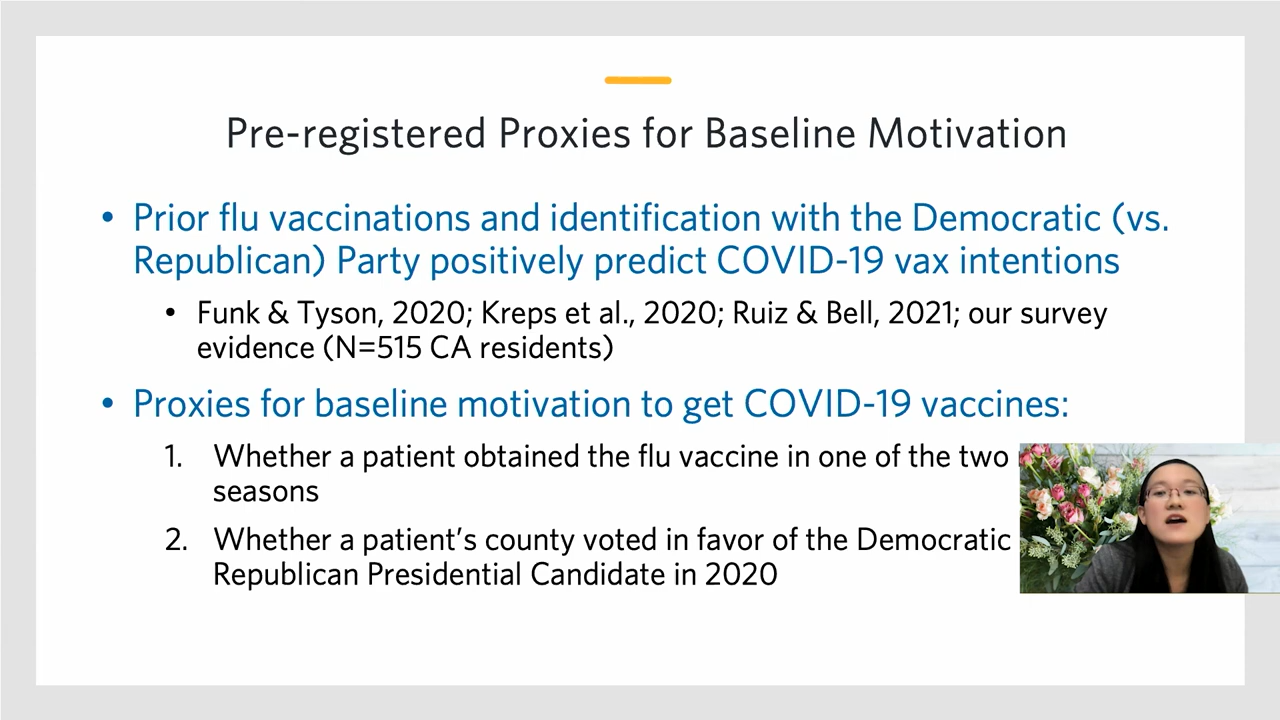 Pre-registered Proxies for Baseline Motivation
• Prior flu vaccinations and identification with the Democratic (vs.
Republican) Party positively predict COVID-19 vax intentions
• Funk & Tyson, 2020; Kreps et al., 2020; Ruiz & Bell, 2021; our survey
evidence (N=515 CA residents)
• Proxies for baseline motivation to get COVID-19 vaccines:
1. Whether a patient obtained the flu vaccine in one of the two
seasons
2. Whether a patient's county voted in favor of the Democratic
Republican Presidential Candidate in 2020